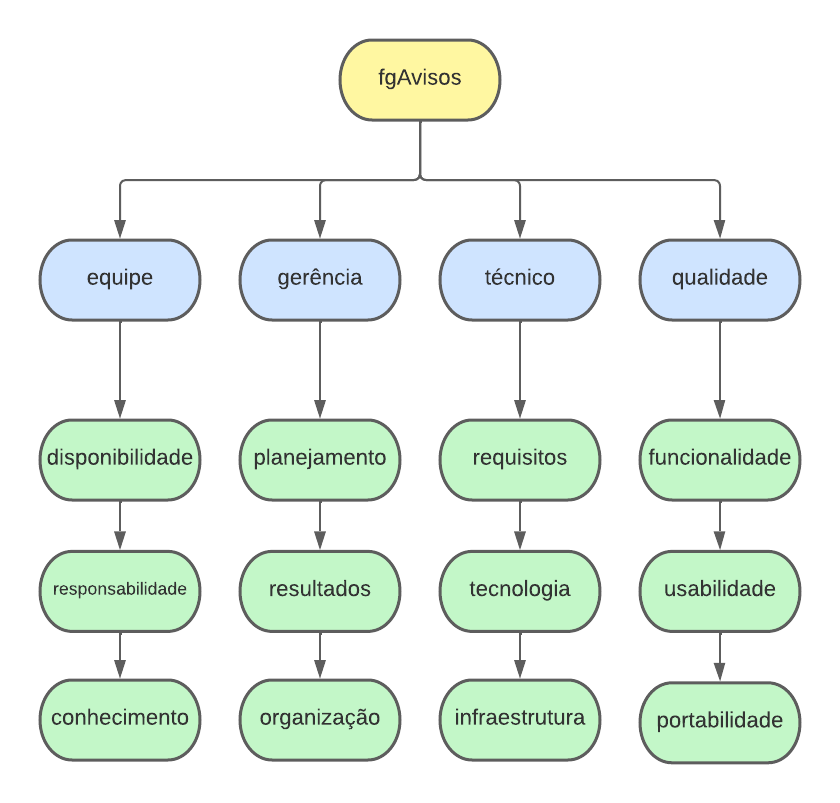 fgAvisos
equipe
gerência
técnico
qualidade
disponibilidade
planejamento
requisitos
funcionalidade
responsabilidade
resultados
tecnologia
usabilidade
conhecimento
organização
infraestrutura
portabilidade